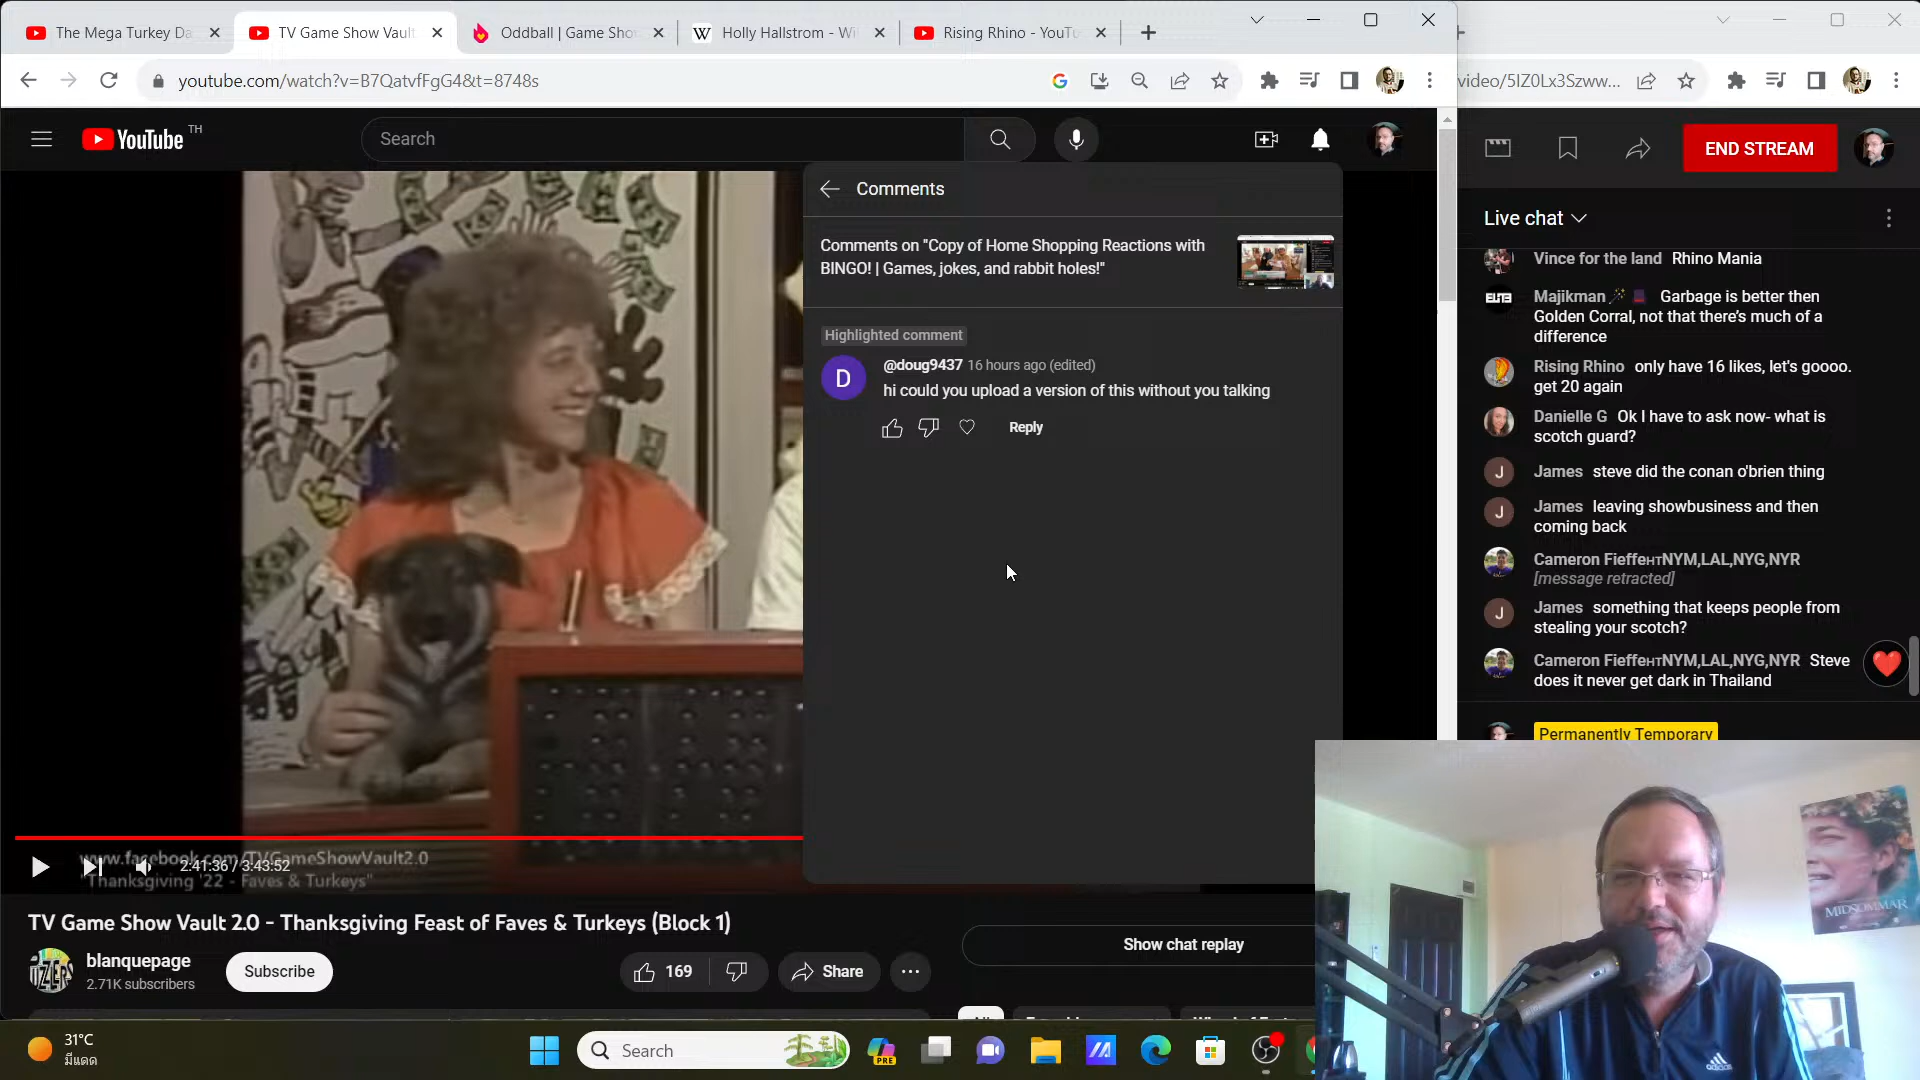 The Mega Turkey Da
TV Game Show Vault
Oddball | Game Sho
Holly Hallstrom - Wi
Rising Rhino - YouTu
youtube.com/watch?v=B7QatvfFgG4&t=8748s
video/5IZ0Lx3Szww...
YouTube TH
Search
END STREAM
Comments
Comments on "Copy of Home Shopping Reactions with
BINGO! | Games, jokes, and rabbit holes!"
Highlighted comment
D
@doug9437 16 hours ago (edited)
hi could you upload a version of this without you talking
Reply
Live chat
Vince for the land Rhino Mania
Majikman Garbage is better then
Golden Corral, not that there's much of a
difference
Rising Rhino only have 16 likes, let's goooo.
get 20 again
Danielle G Ok I have to ask now- what is
scotch guard?
J
James steve did the conan o'brien thing
J
James leaving showbusiness and then
coming back
Cameron FieffeнтNYM,LAL,NYG,NYR
[message retracted]
J
James something that keeps people from
stealing your scotch?
Cameron FieffeнтNYM,LAL,NYG,NYR Steve
does it never get dark in Thailand
Permanently Temporary
www.facebook.com/TVGameShowVault2.0
2:41:36 / 3:43:52
"Thanksgiving '22 - Faves & Turkeys"
TV Game Show Vault 2.0 - Thanksgiving Feast of Faves & Turkeys (Block 1)
blanquepage
2.71K subscribers
Subscribe
169
Share
Show chat replay
MIDSOMMAR
adidas
31°C
มีแดด
Search
PRE